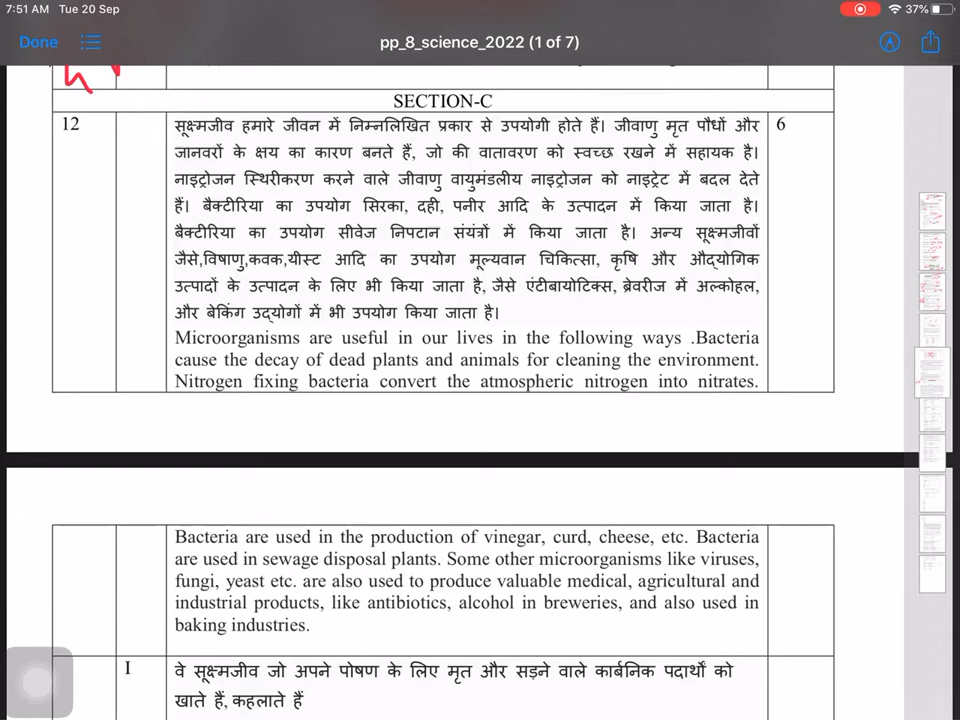 7:51 AM Tue 20 Sep
37%
Done
pp_8_science_2022 (1 of 7)
SECTION-C
12
6
सूक्ष्मजीव हमारे जीवन में निम्नलिखित प्रकार से उपयोगी होते हैं। जीवाणु मृत पौधों और
जानवरों के क्षय का कारण बनते हैं, जो की वातावरण को स्वच्छ रखने में सहायक है।
नाइट्रोजन स्थिरीकरण करने वाले जीवाणु वायुमंडलीय नाइट्रोजन को नाइट्रेट में बदल देते
हैं। बैक्टीरिया का उपयोग सिरका, दही, पनीर आदि के उत्पादन में किया जाता है।
बैक्टीरिया का उपयोग सीवेज निपटान संयंत्रों में किया जाता है। अन्य सूक्ष्मजीवों
जैसे,विषाणु,कवक,यीस्ट आदि का उपयोग मूल्यवान चिकित्सा, कृषि और औद्योगिक
उत्पादों के उत्पादन के लिए भी किया जाता है, जैसे एंटीबायोटिक्स, ब्रेवरीज में अल्कोहल,
और बेकिंग उद्योगों में भी उपयोग किया जाता है।
Microorganisms are useful in our lives in the following ways .Bacteria
cause the decay of dead plants and animals for cleaning the environment.
Nitrogen fixing bacteria convert the atmospheric nitrogen into nitrates.
Bacteria are used in the production of vinegar, curd, cheese, etc. Bacteria
are used in sewage disposal plants. Some other microorganisms like viruses,
fungi, yeast etc. are also used to produce valuable medical, agricultural and
industrial products, like antibiotics, alcohol in breweries, and also used in
baking industries.
I
वे सूक्ष्मजीव जो अपने पोषण के लिए मृत और सड़ने वाले कार्बनिक पदार्थों को
खाते हैं, कहलाते हैं